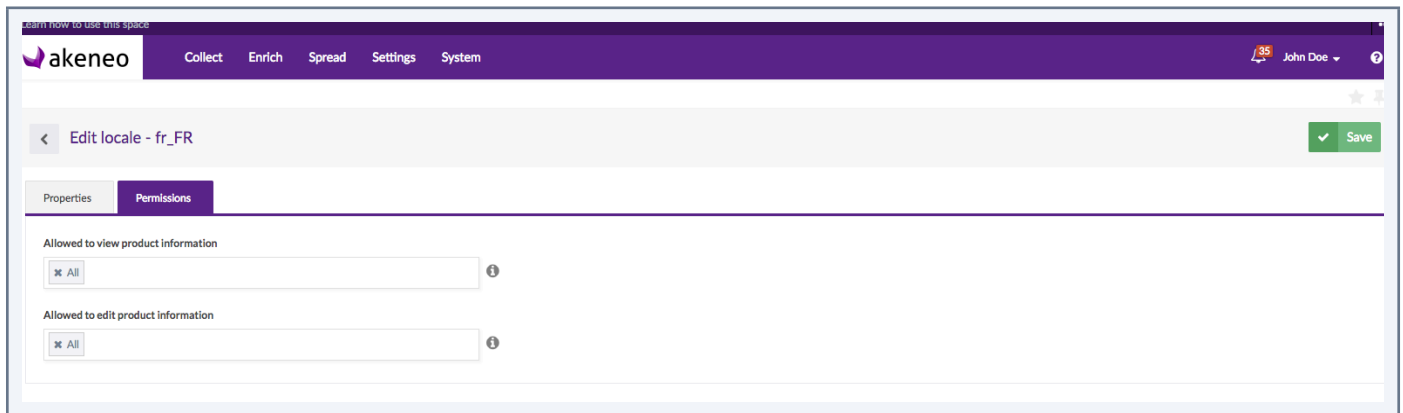 Learn how to use this space
akeneo Collect Enrich Spread Settings System 35 John Doe
Edit locale - fr_FR Save
Properties Permissions
Allowed to view product information
All
Allowed to edit product information
All